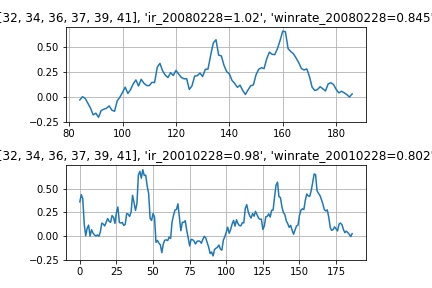 [32, 34, 36, 37, 39, 41], 'ir_20080228=1.02', 'winrate_20080228=0.845'
0.50
0.25
0.00
−0.25
80 100 120 140 160 180
[32, 34, 36, 37, 39, 41], 'ir_20010228=0.98', 'winrate_20010228=0.802'
0.50
0.25
0.00
−0.25
0 25 50 75 100 125 150 175